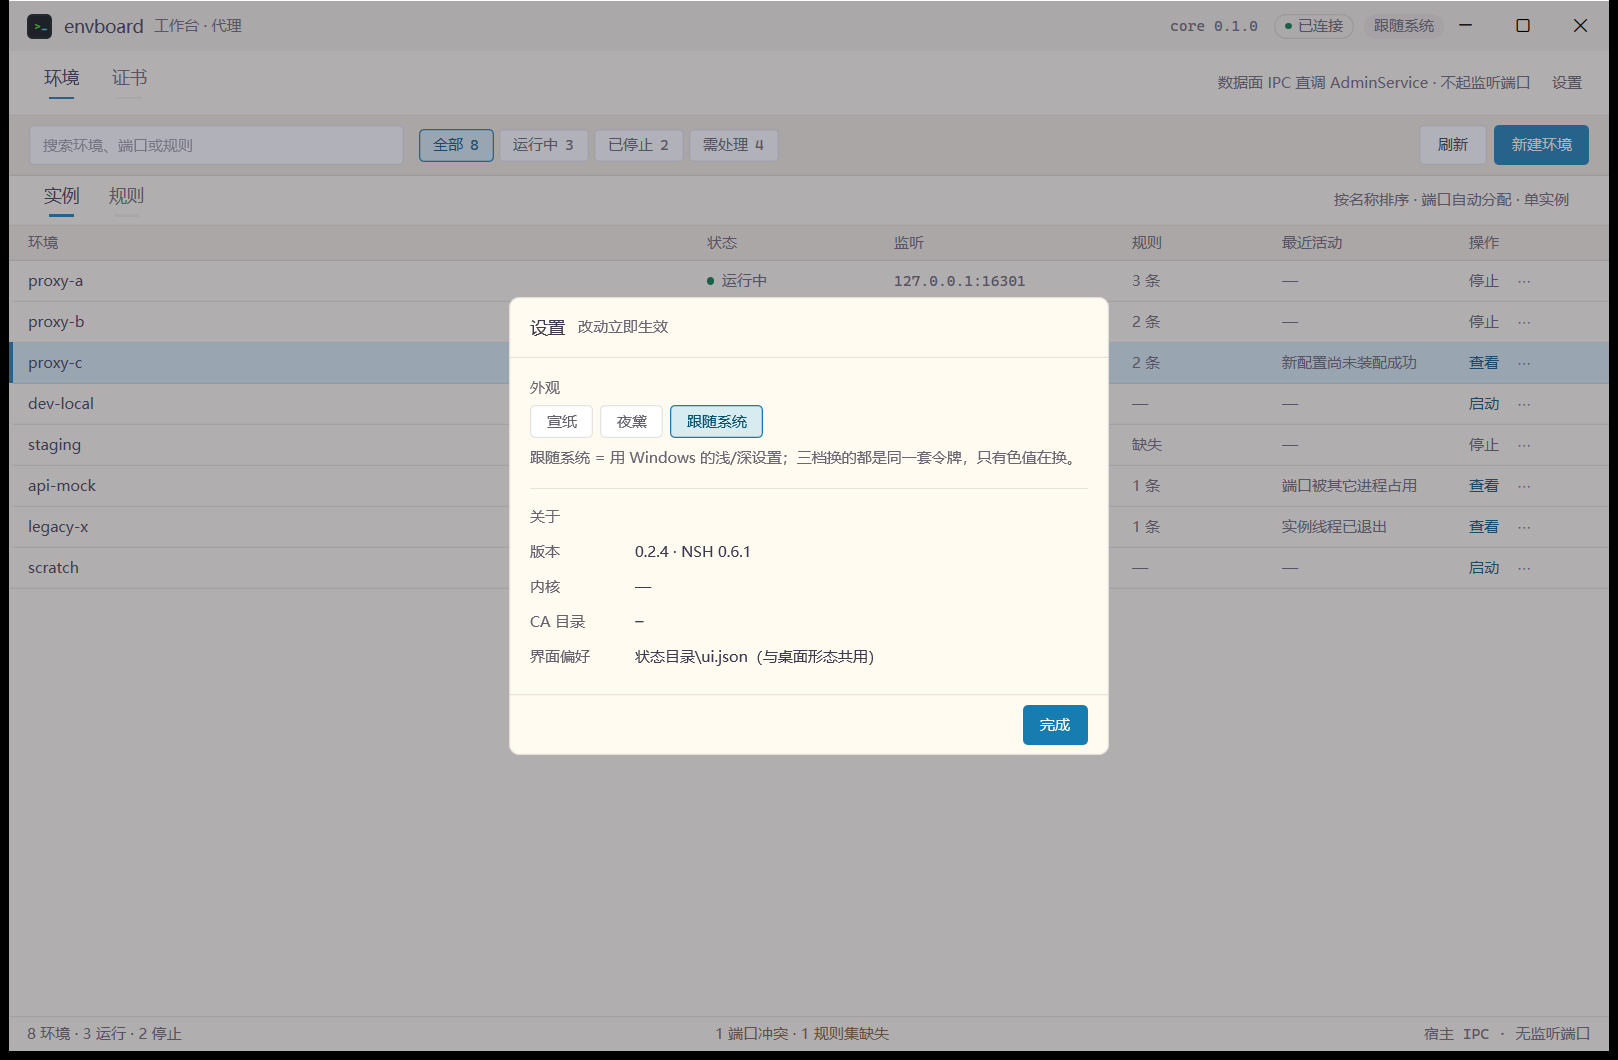 envboard 工作台 · 代理 core 0.1.0 已连接 跟随系统
环境 证书 数据面 IPC 直调 AdminService · 不起监听端口 设置
搜索环境、端口或规则 全部 8 运行中 3 已停止 2 需处理 4 刷新 新建环境
实例 规则 按名称排序 · 端口自动分配 · 单实例
环境 状态 监听 规则 最近活动 操作
proxy-a 运行中 127.0.0.1:16301 3 条 — 停止 ···
proxy-b 2 条 — 停止 ···
proxy-c 2 条 新配置尚未装配成功 查看 ···
dev-local — — 启动 ···
staging 缺失 — 停止 ···
api-mock 1 条 端口被其它进程占用 查看 ···
legacy-x 1 条 实例线程已退出 查看 ···
scratch — — 启动 ···
设置 改动立即生效
外观
宣纸 夜黛 跟随系统
跟随系统 = 用 Windows 的浅/深设置；三档换的都是同一套令牌，只有色值在换。
关于
版本 0.2.4 · NSH 0.6.1
内核 —
CA 目录 –
界面偏好 状态目录\ui.json（与桌面形态共用）
完成
8 环境 · 3 运行 · 2 停止 1 端口冲突 · 1 规则集缺失 宿主 IPC · 无监听端口